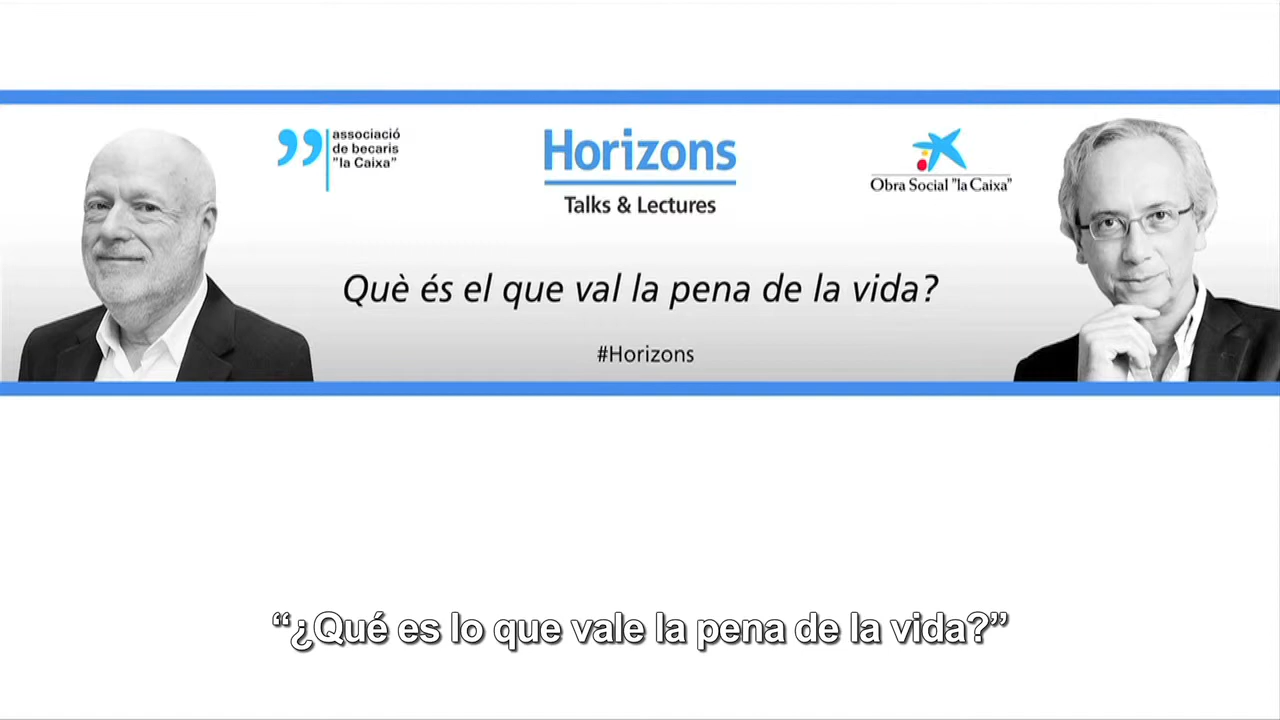 associació
de becaris
"la Caixa"
Horizons
Talks & Lectures
Obra Social "la Caixa"
Què és el que val la pena de la vida?
#Horizons
“¿Qué es lo que vale la pena de la vida?”